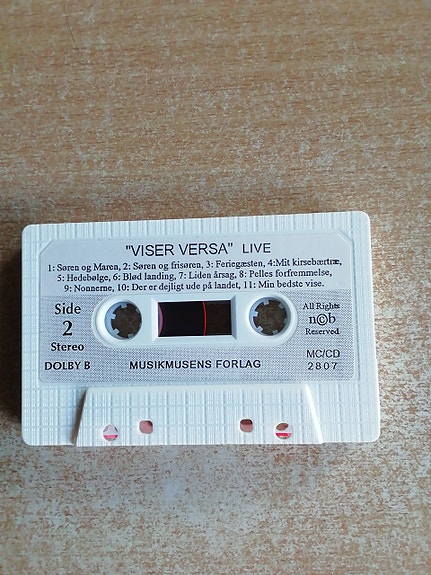 "VISER VERSA" LIVE
1: Søren og Maren, 2: Søren og frisøren, 3: Feriegæsten, 4:Mit kirsebærtræ,
5: Hedebølge, 6: Blød landing, 7: Liden årsag, 8: Pelles forfremmelse,
9: Nonnerne, 10: Der er dejligt ude på landet, 11: Min bedste vise.
Side
2
Stereo
DOLBY B
MUSIKMUSENS FORLAG
All Rights
n©b
Reserved
MC/CD
2807